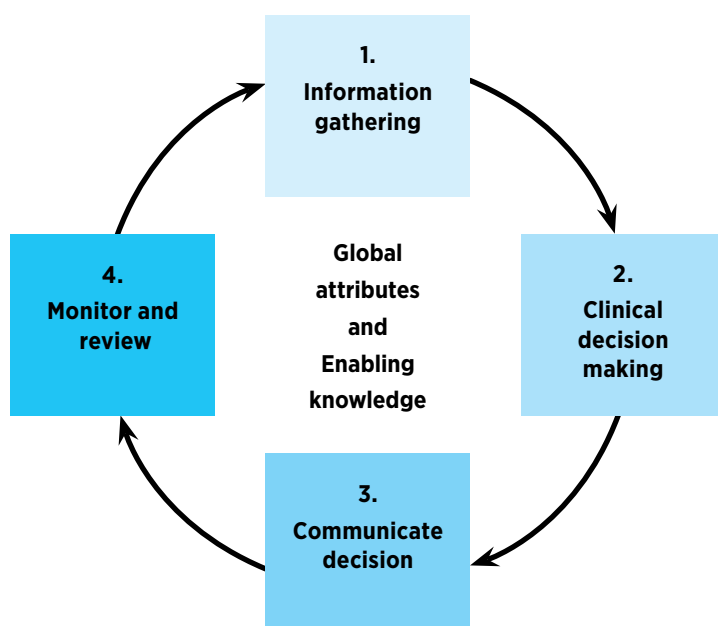 1.
Information
gathering
2.
Clinical
decision
making
3.
Communicate
decision
4.
Monitor and
review
Global
attributes
and
Enabling
knowledge